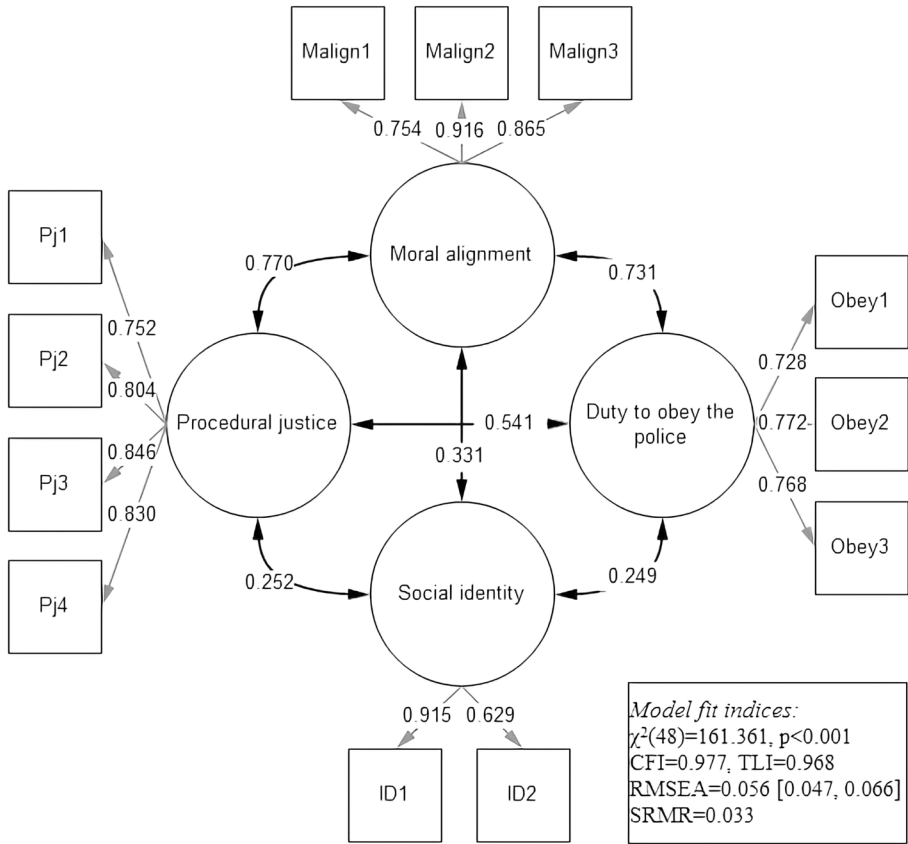 Malign1
Malign2
Malign3
0.754
0.916
0.865
Pj1
Moral alignment
0.770
0.731
Obey1
0.752
Pj2
0.728
0.804
Procedural justice
0.541
Duty to obey the
police
0.772
Obey2
0.846
0.331
Pj3
0.768
0.830
Obey3
0.252
0.249
Pj4
Social identity
0.915
0.629
ID1
ID2
Model fit indices:
χ²(48)=161.361, p<0.001
CFI=0.977, TLI=0.968
RMSEA=0.056 [0.047, 0.066]
SRMR=0.033